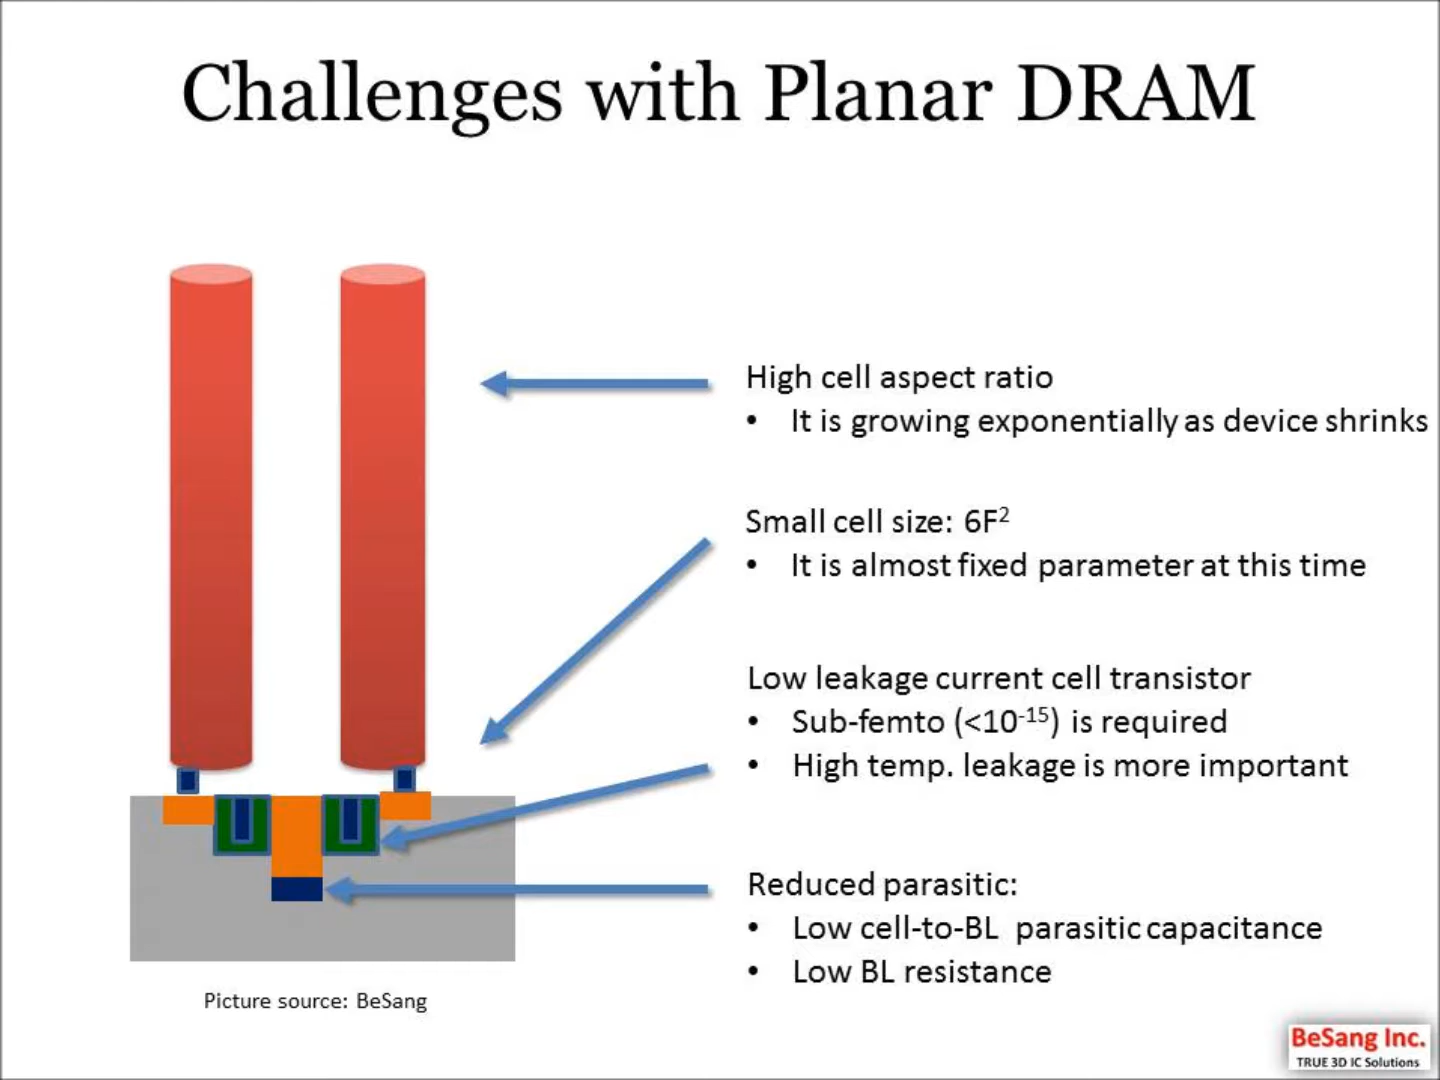 Challenges with Planar DRAM
High cell aspect ratio
• It is growing exponentially as device shrinks
Small cell size: 6F²
• It is almost fixed parameter at this time
Low leakage current cell transistor
• Sub-femto (<10⁻¹⁵) is required
• High temp. leakage is more important
Reduced parasitic:
• Low cell-to-BL parasitic capacitance
• Low BL resistance
Picture source: BeSang
BeSang Inc.
TRUE 3D IC Solutions